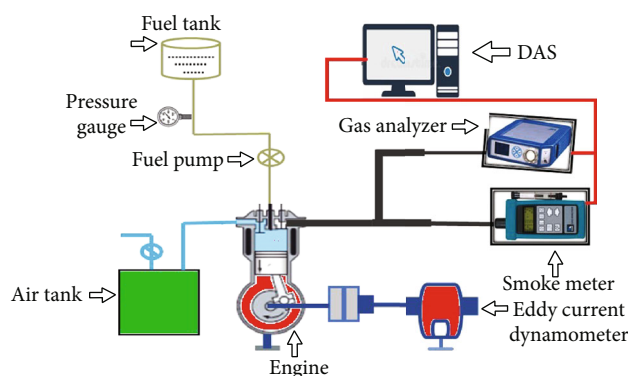 Fuel tank
DAS
Pressure
gauge
Gas analyzer
Fuel pump
Smoke meter
Air tank
Eddy current
dynamometer
Engine